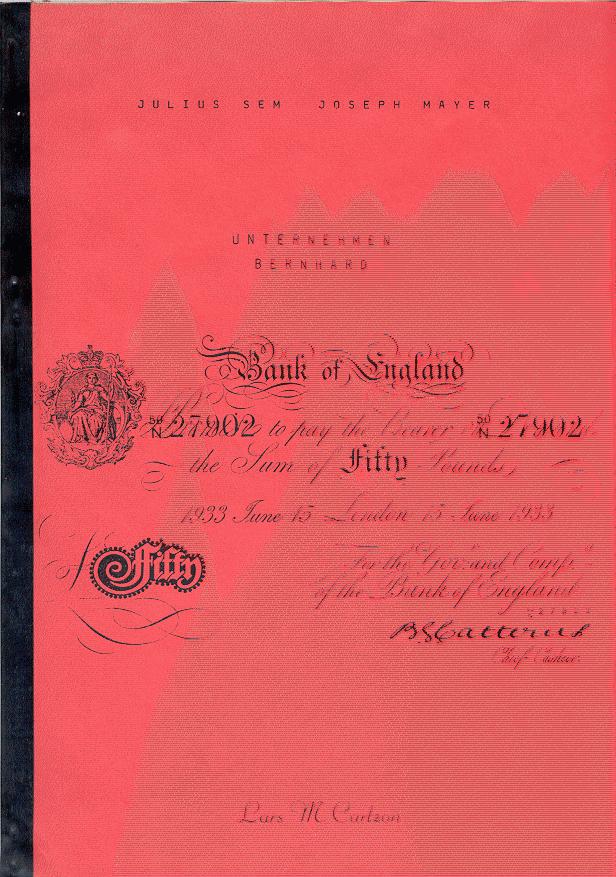 JULIUS SEM JOSEPH MAYER
UNTERNEHMEN
BERNHARD
Bank of England
50/N 27902 to pay the Bearer 50/N 27902
the Sum of Fifty Pounds,
1933 June 15 London 15 June 1933
For the Gov: and Comp:
of the Bank of England
Fifty
B G Catterns
Chief Cashier.
Lars M Carlzon